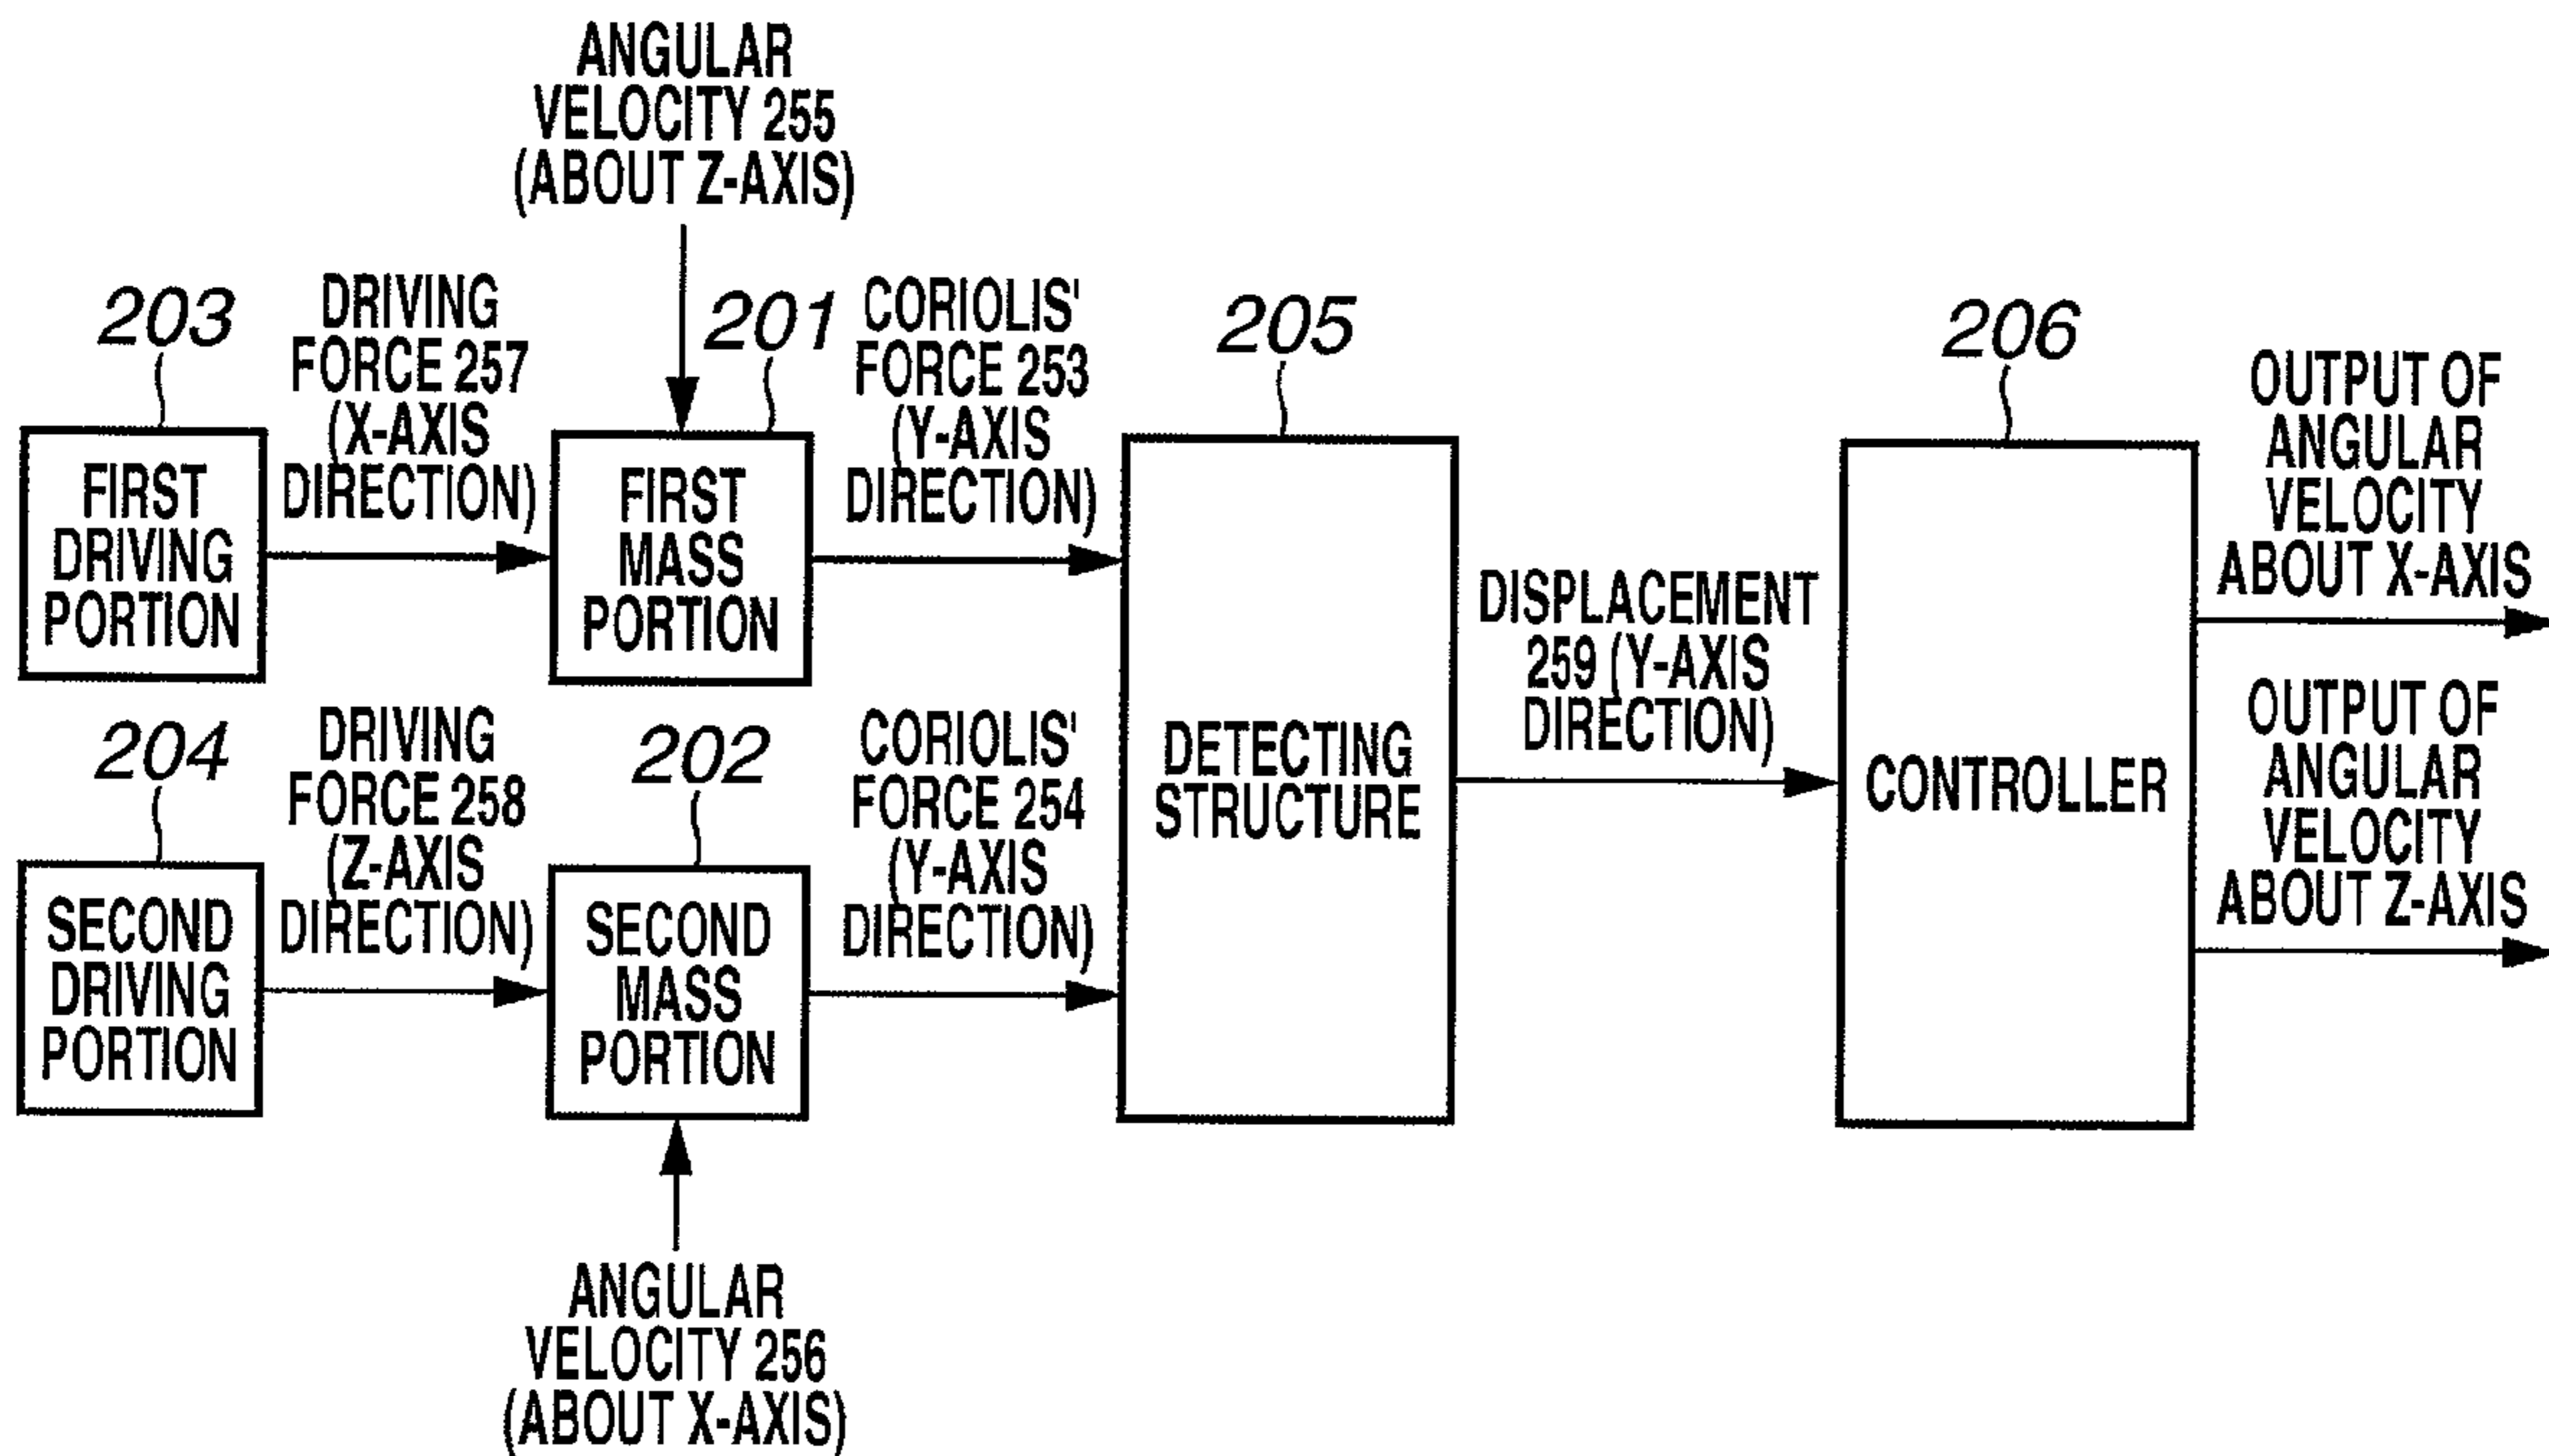 ANGULAR
VELOCITY 255
(ABOUT Z-AXIS)
203
DRIVING
FORCE 257
(X-AXIS
DIRECTION)
201
CORIOLIS'
FORCE 253
(Y-AXIS
DIRECTION)
205
206
FIRST
DRIVING
PORTION
FIRST
MASS
PORTION
204
DRIVING
FORCE 258
(Z-AXIS
DIRECTION)
202
CORIOLIS'
FORCE 254
(Y-AXIS
DIRECTION)
SECOND
DRIVING
PORTION
SECOND
MASS
PORTION
ANGULAR
VELOCITY 256
(ABOUT X-AXIS)
DETECTING
STRUCTURE
DISPLACEMENT
259 (Y-AXIS
DIRECTION)
CONTROLLER
OUTPUT OF
ANGULAR
VELOCITY
ABOUT X-AXIS
OUTPUT OF
ANGULAR
VELOCITY
ABOUT Z-AXIS